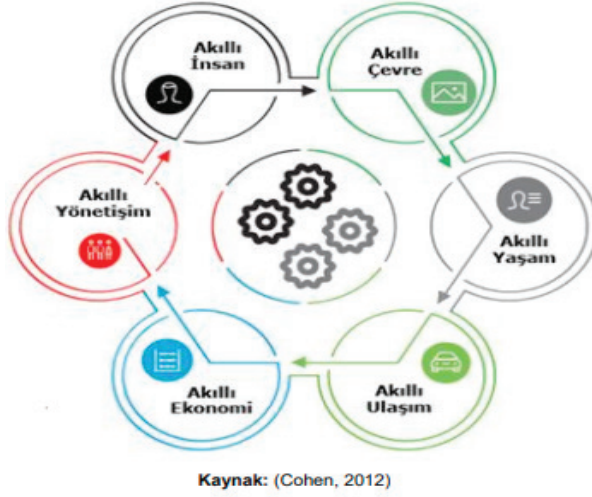 Akıllı
İnsan
Akıllı
Çevre
Akıllı
Yönetişim
Akıllı
Yaşam
Akıllı
Ekonomi
Akıllı
Ulaşım
Kaynak: (Cohen, 2012)